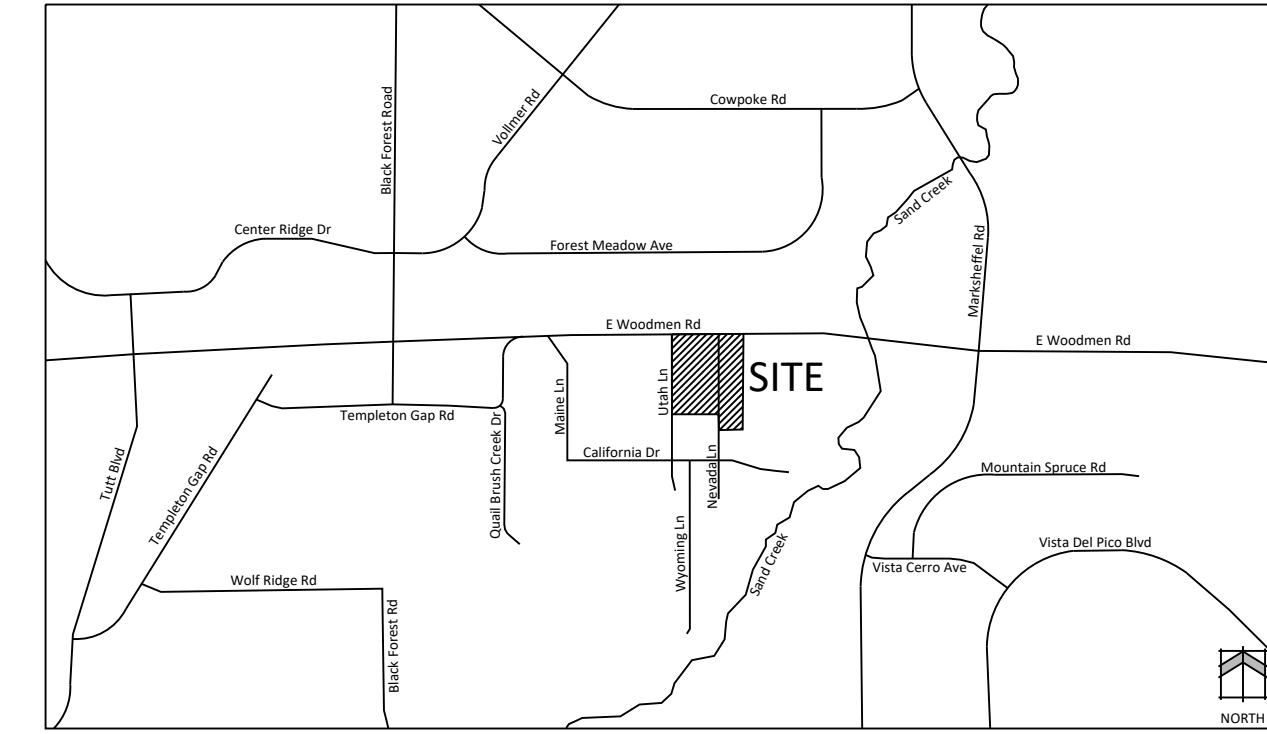 Cowpoke Rd
Vollmer Rd
Black Forest Road
Sand Creek
Center Ridge Dr
Forest Meadow Ave
Marksheffel Rd
E Woodmen Rd
E Woodmen Rd
SITE
Utah Ln
Maine Ln
Templeton Gap Rd
Quail Brush Creek Dr
California Dr
Nevada Ln
Tutt Blvd
Templeton Gap Rd
Mountain Spruce Rd
Wyoming Ln
Sand Creek
Vista Del Pico Blvd
Vista Cerro Ave
Wolf Ridge Rd
Black Forest Rd
NORTH